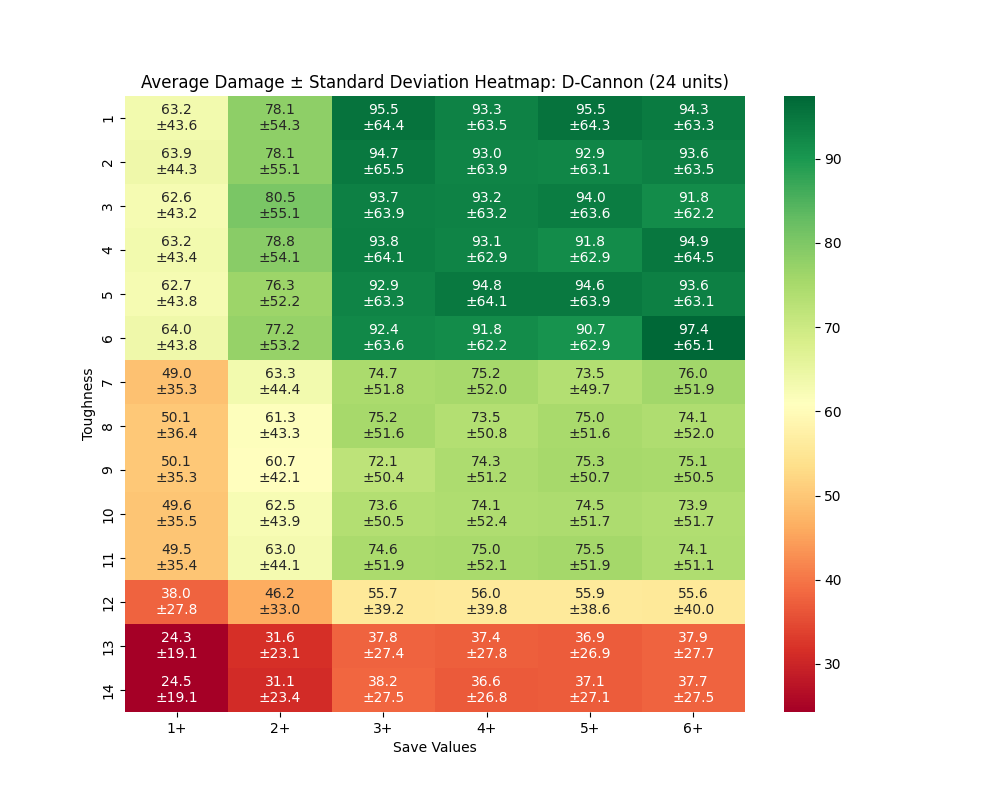 Average Damage ± Standard Deviation Heatmap: D-Cannon (24 units)
1 63.2 78.1 95.5 93.3 95.5 94.3
±43.6 ±54.3 ±64.4 ±63.5 ±64.3 ±63.3
2 63.9 78.1 94.7 93.0 92.9 93.6
±44.3 ±55.1 ±65.5 ±63.9 ±63.1 ±63.5
3 62.6 80.5 93.7 93.2 94.0 91.8
±43.2 ±55.1 ±63.9 ±63.2 ±63.6 ±62.2
4 63.2 78.8 93.8 93.1 91.8 94.9
±43.4 ±54.1 ±64.1 ±62.9 ±62.9 ±64.5
5 62.7 76.3 92.9 94.8 94.6 93.6
±43.8 ±52.2 ±63.3 ±64.1 ±63.9 ±63.1
6 64.0 77.2 92.4 91.8 90.7 97.4
±43.8 ±53.2 ±63.6 ±62.2 ±62.9 ±65.1
7 49.0 63.3 74.7 75.2 73.5 76.0
±35.3 ±44.4 ±51.8 ±52.0 ±49.7 ±51.9
8 50.1 61.3 75.2 73.5 75.0 74.1
±36.4 ±43.3 ±51.6 ±50.8 ±51.6 ±52.0
9 50.1 60.7 72.1 74.3 75.3 75.1
±35.3 ±42.1 ±50.4 ±51.2 ±50.7 ±50.5
10 49.6 62.5 73.6 74.1 74.5 73.9
±35.5 ±43.9 ±50.5 ±52.4 ±51.7 ±51.7
11 49.5 63.0 74.6 75.0 75.5 74.1
±35.4 ±44.1 ±51.9 ±52.1 ±51.9 ±51.1
12 38.0 46.2 55.7 56.0 55.9 55.6
±27.8 ±33.0 ±39.2 ±39.8 ±38.6 ±40.0
13 24.3 31.6 37.8 37.4 36.9 37.9
±19.1 ±23.1 ±27.4 ±27.8 ±26.9 ±27.7
14 24.5 31.1 38.2 36.6 37.1 37.7
±19.1 ±23.4 ±27.5 ±26.8 ±27.1 ±27.5
1+ 2+ 3+ 4+ 5+ 6+
Save Values
Toughness
90
80
70
60
50
40
30